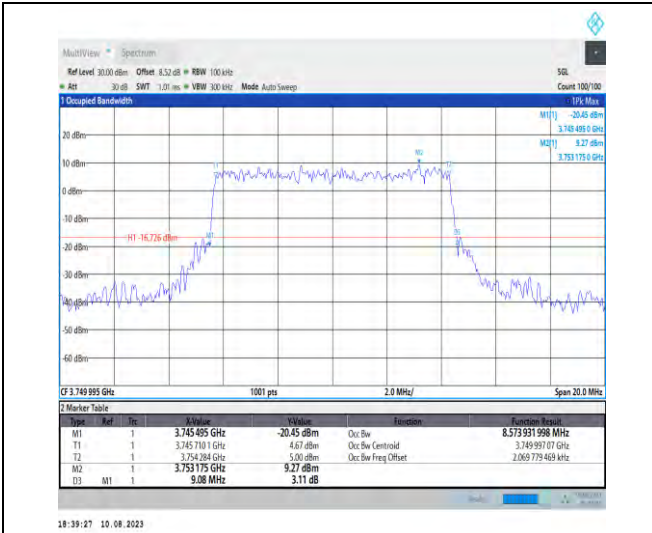 MultiView Spectrum
Ref Level 30.00 dBm Offset 8.52 dB RBW 100 kHz SGL
Att 30 dB SWT 1.01 ms VBW 300 kHz Mode Auto Sweep Count 100/100
1 Occupied Bandwidth 1Pk Max
M1[1] -20.45 dBm
3.745 495 0 GHz
M2[1] 9.27 dBm
3.753 175 0 GHz
20 dBm
M2
T1 T2
10 dBm
0 dBm
-10 dBm
H1 -16.726 dBm M1 D3
-20 dBm
-30 dBm
-40 dBm
-50 dBm
-60 dBm
CF 3.749 995 GHz 1001 pts 2.0 MHz/ Span 20.0 MHz
2 Marker Table
Type Ref Trc X-Value Y-Value Function Function Result
M1 1 3.745 495 GHz -20.45 dBm Occ Bw 8.573 931 998 MHz
T1 1 3.745 710 1 GHz 4.67 dBm Occ Bw Centroid 3.749 997 07 GHz
T2 1 3.754 284 GHz 5.00 dBm Occ Bw Freq Offset 2.069 779 469 kHz
M2 1 3.753 175 GHz 9.27 dBm
D3 M1 1 9.08 MHz 3.11 dB
18:39:27 10.08.2023